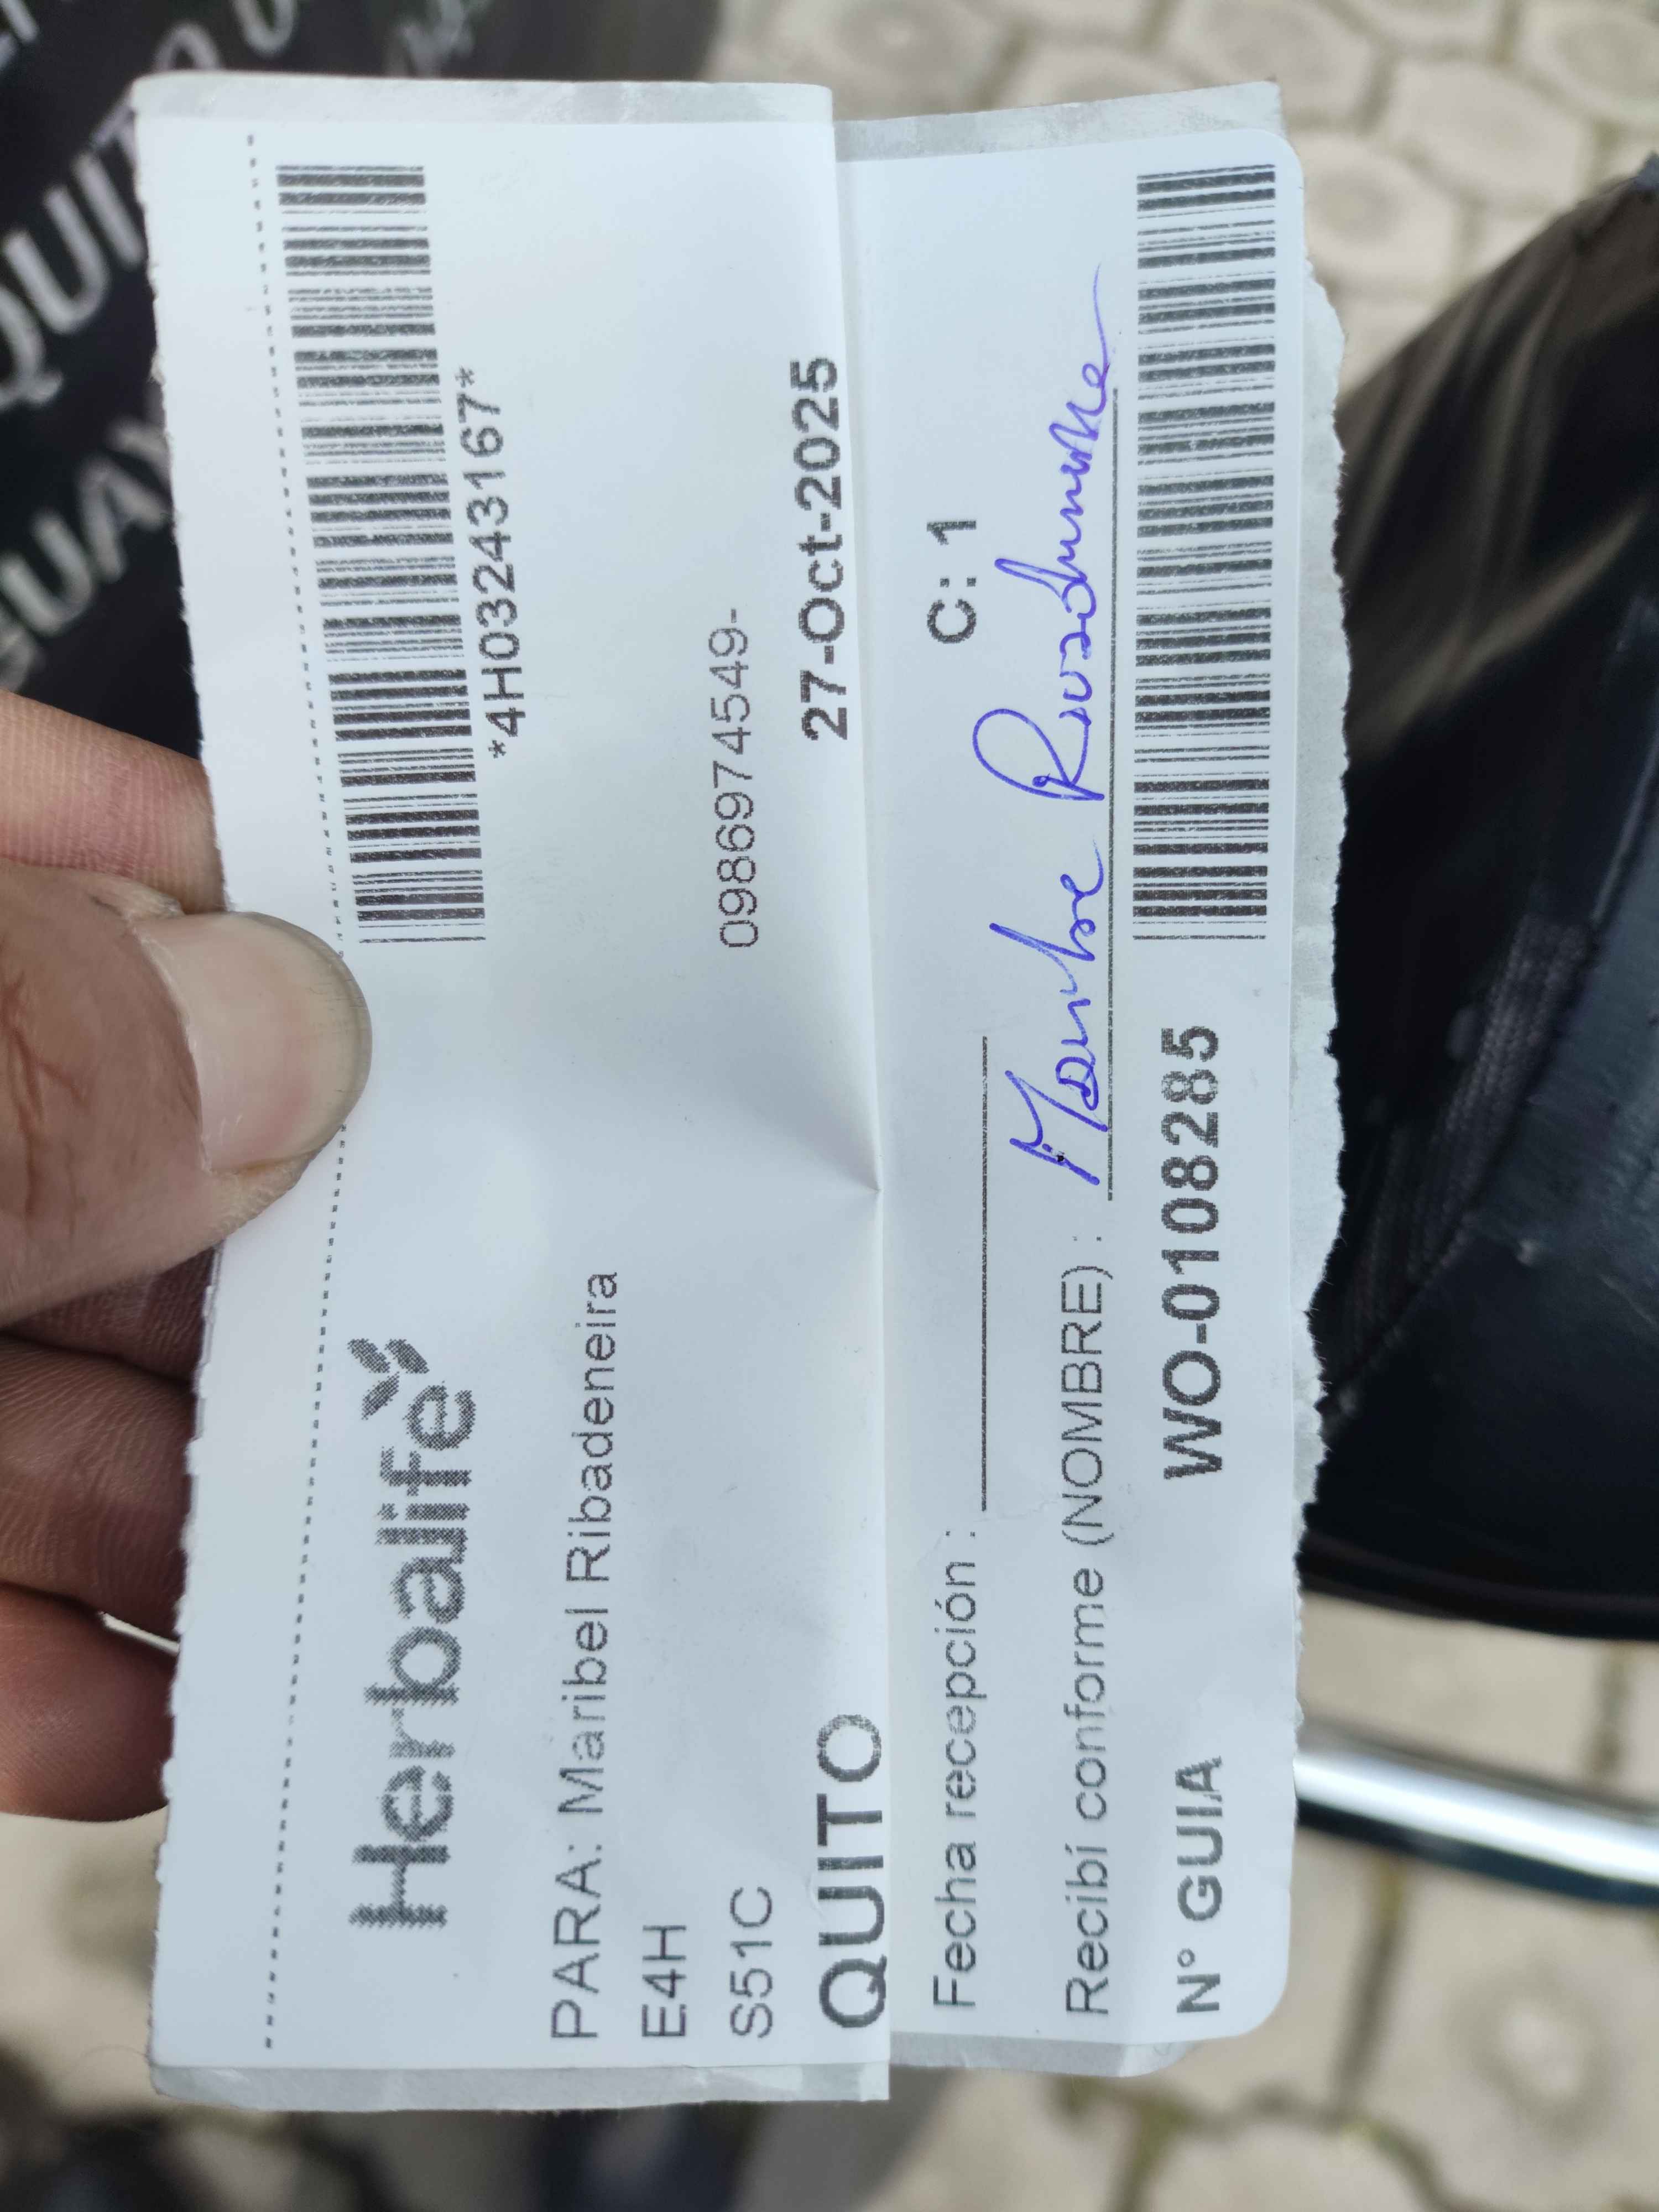 Herbalife
*4H03243167*
PARA: Maribel Ribadeneira
E4H
S51C
0986974549-
QUITO
27-Oct-2025
Fecha recepción :
C: 1
Recibí conforme (NOMBRE) :
N° GUIA
WO-0108285
QUITO